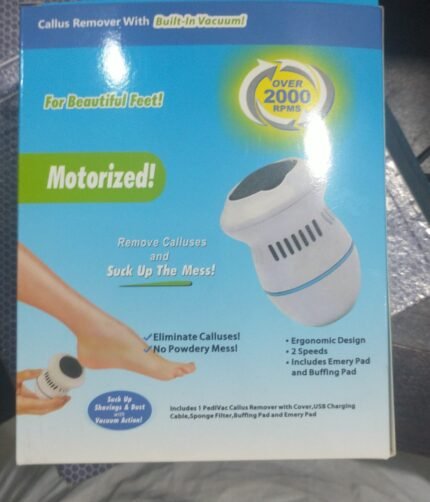 Callus Remover With Built-In Vacuum!
OVER
2000
RPMS
For Beautiful Feet!
Motorized!
Remove Calluses
and
Suck Up The Mess!
✓Eliminate Calluses!
✓No Powdery Mess!
• Ergonomic Design
• 2 Speeds
• Includes Emery Pad
and Buffing Pad
Suck Up
Shavings & Dust
with
Vacuum Action!
Includes 1 PediVac Callus Remover with Cover,USB Charging
Cable,Sponge Filter,Buffing Pad and Emery Pad